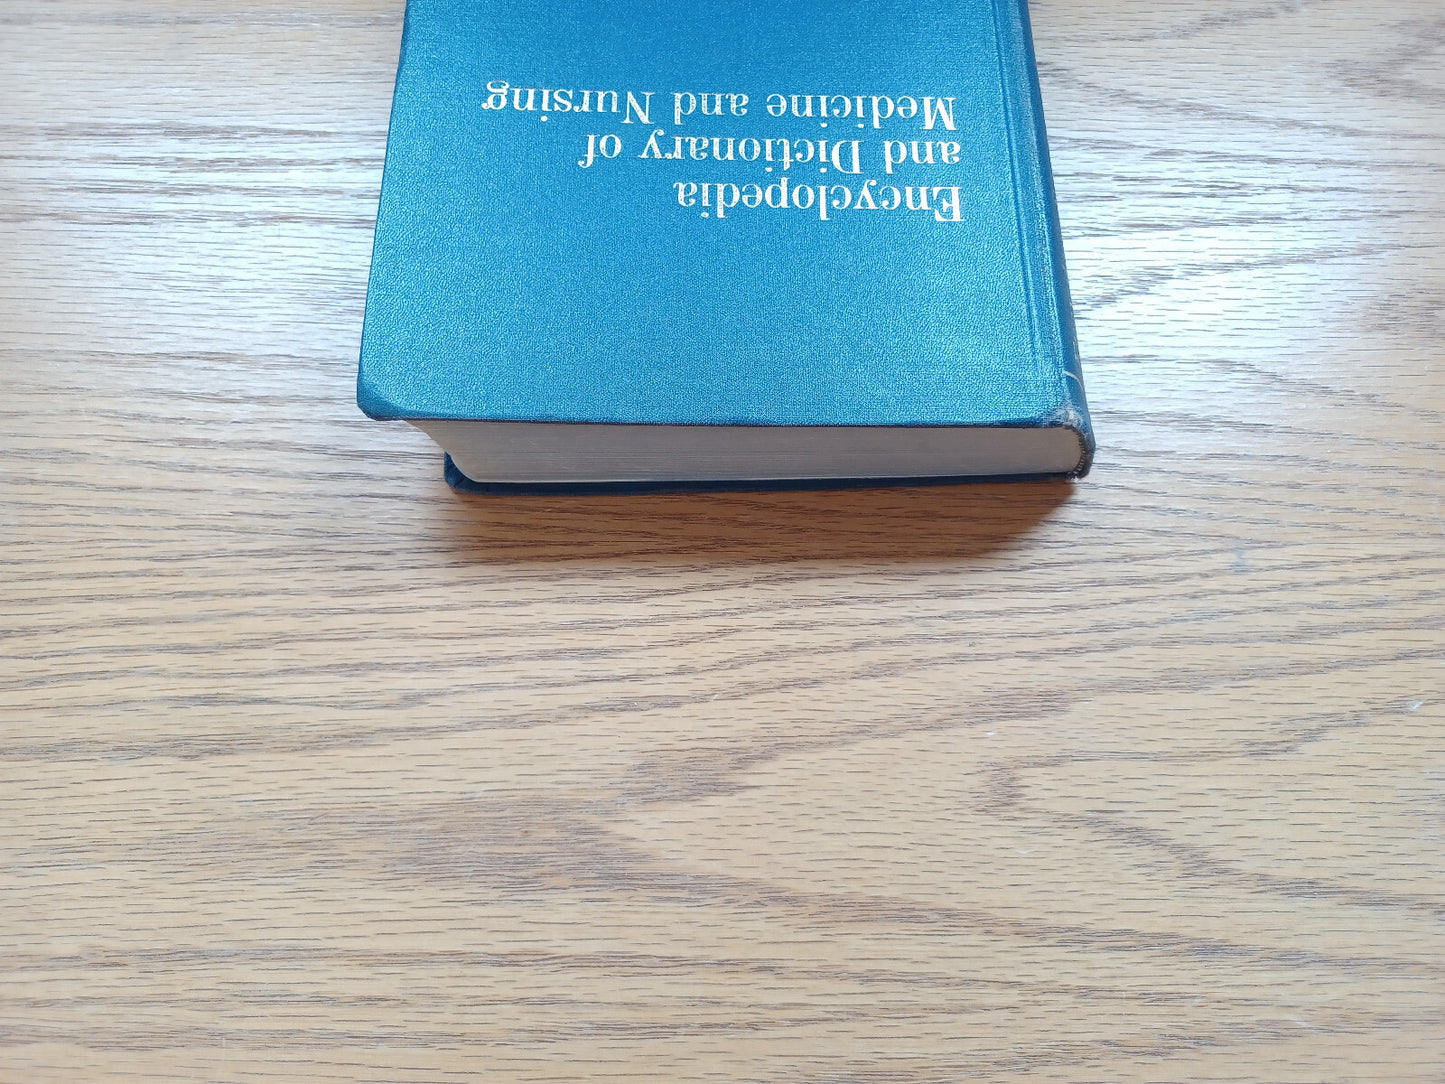 Encyclopedia
and Dictionary of
Medicine and Nursing